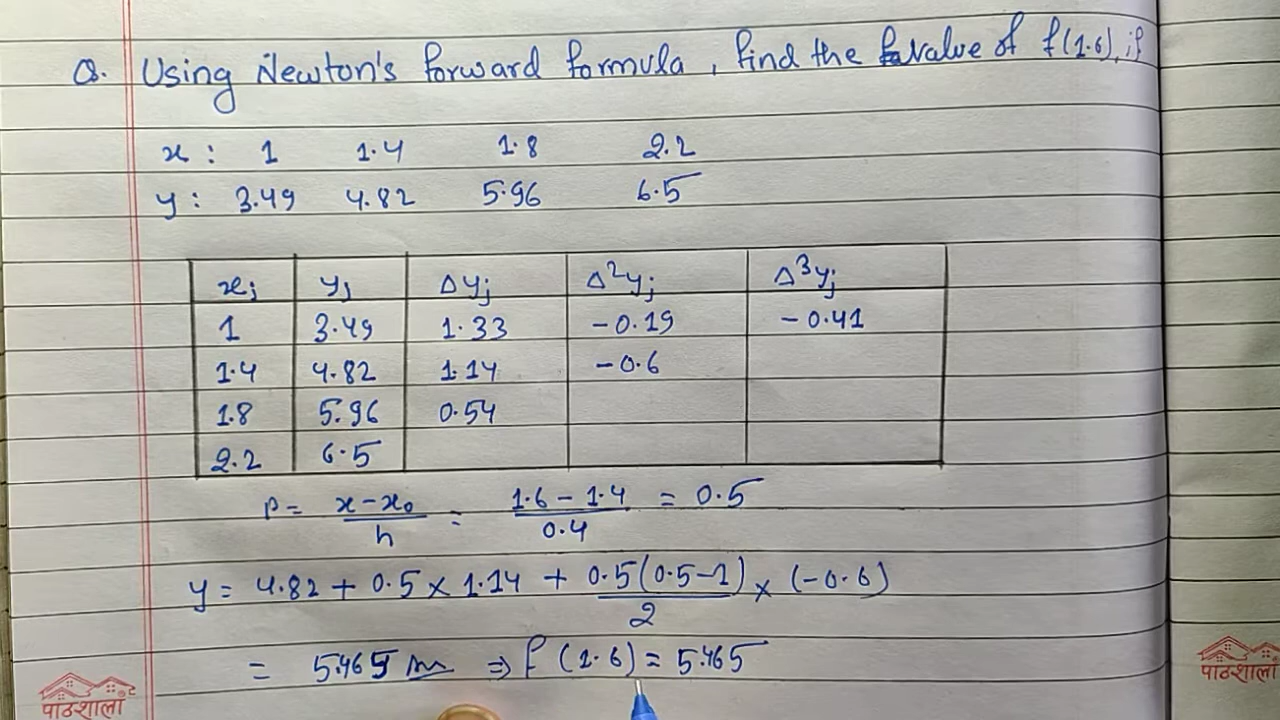 Q. Using Newton's forward formula, find the value of f(1.6), if
x : 1 1.4 1.8 2.2
y : 3.49 4.82 5.96 6.5
xⱼ yⱼ Δyⱼ Δ²yⱼ Δ³yⱼ
1 3.49 1.33 -0.19 -0.41
1.4 4.82 1.14 -0.6
1.8 5.96 0.54
2.2 6.5
P = (x - x₀)/h = (1.6 - 1.4)/0.4 = 0.5
y = 4.82 + 0.5 × 1.14 + 0.5(0.5-1)/2 × (-0.6)
= 5.465 ⇒ f(1.6) = 5.465
पाठशाला पाठशाला